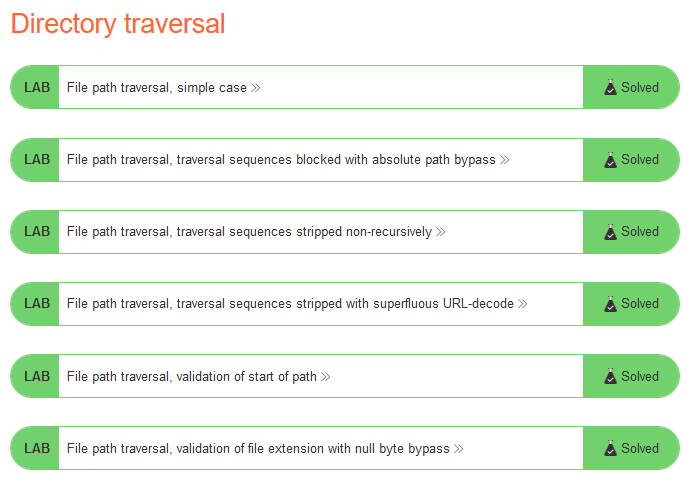 Directory traversal
LAB File path traversal, simple case Solved
LAB File path traversal, traversal sequences blocked with absolute path bypass Solved
LAB File path traversal, traversal sequences stripped non-recursively Solved
LAB File path traversal, traversal sequences stripped with superfluous URL-decode Solved
LAB File path traversal, validation of start of path Solved
LAB File path traversal, validation of file extension with null byte bypass Solved